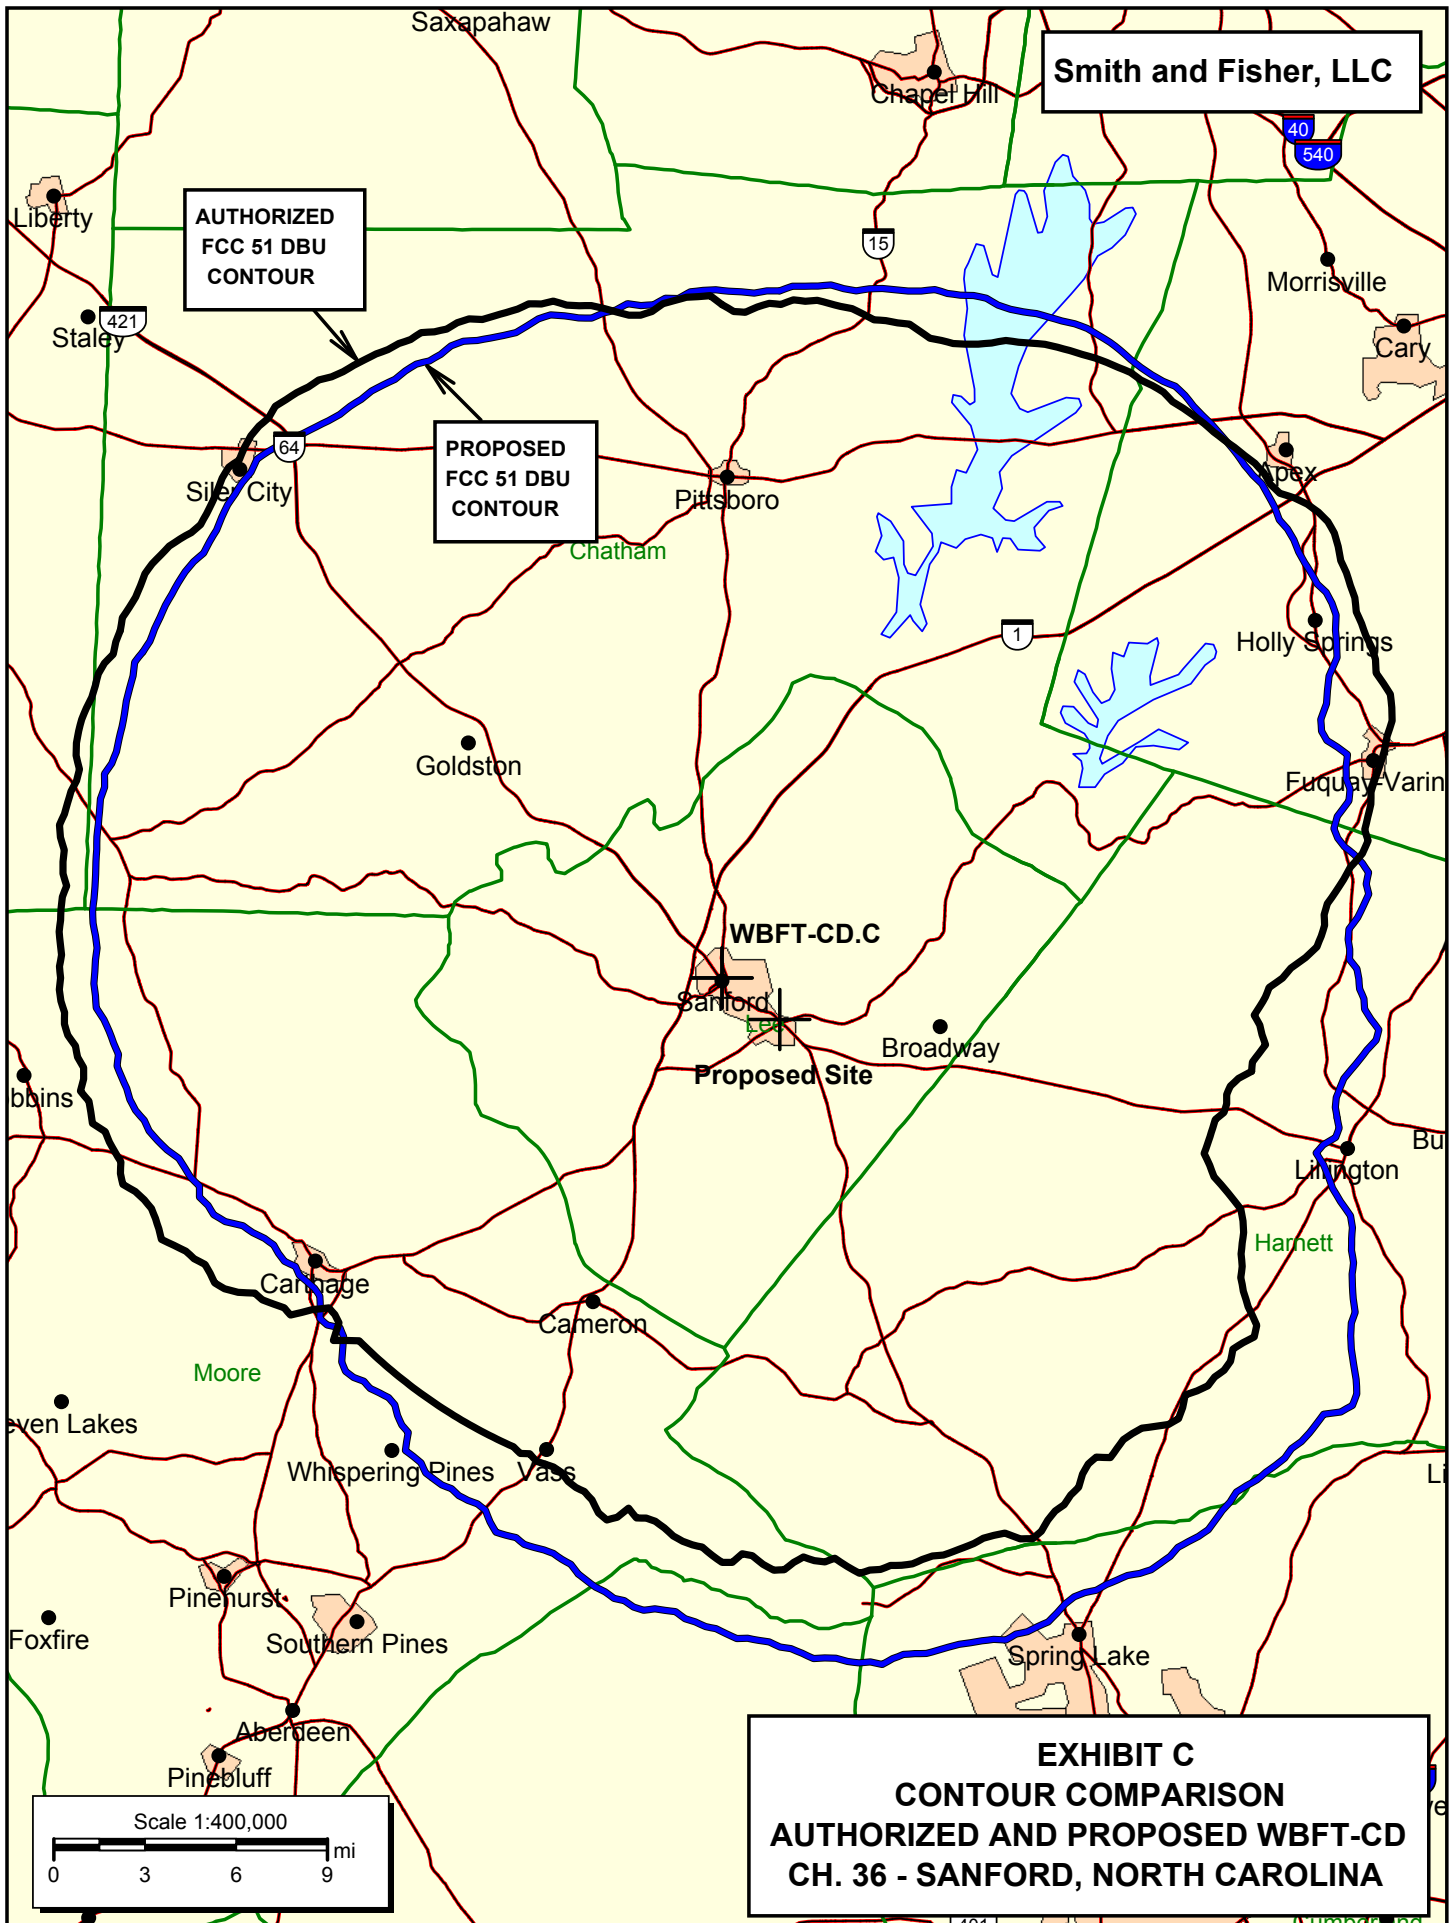 Saxapahaw
Chapel Hill
Smith and Fisher, LLC
40
540
Liberty
AUTHORIZED
FCC 51 DBU
CONTOUR
15
Morrisville
Staley
421
Cary
64
PROPOSED
FCC 51 DBU
CONTOUR
Siler City
Pittsboro
Apex
Chatham
1
Holly Springs
Goldston
Fuquay-Varin
WBFT-CD.C
Sanford
Lee
Broadway
Proposed Site
bbins
Bu
Lillington
Harnett
Carthage
Cameron
Moore
even Lakes
Whispering Pines
Vass
Li
Pinehurst
Foxfire
Southern Pines
Spring Lake
Aberdeen
Pinebluff
EXHIBIT C
CONTOUR COMPARISON
AUTHORIZED AND PROPOSED WBFT-CD
CH. 36 - SANFORD, NORTH CAROLINA
Scale 1:400,000
mi
0 3 6 9
401
Cumberland